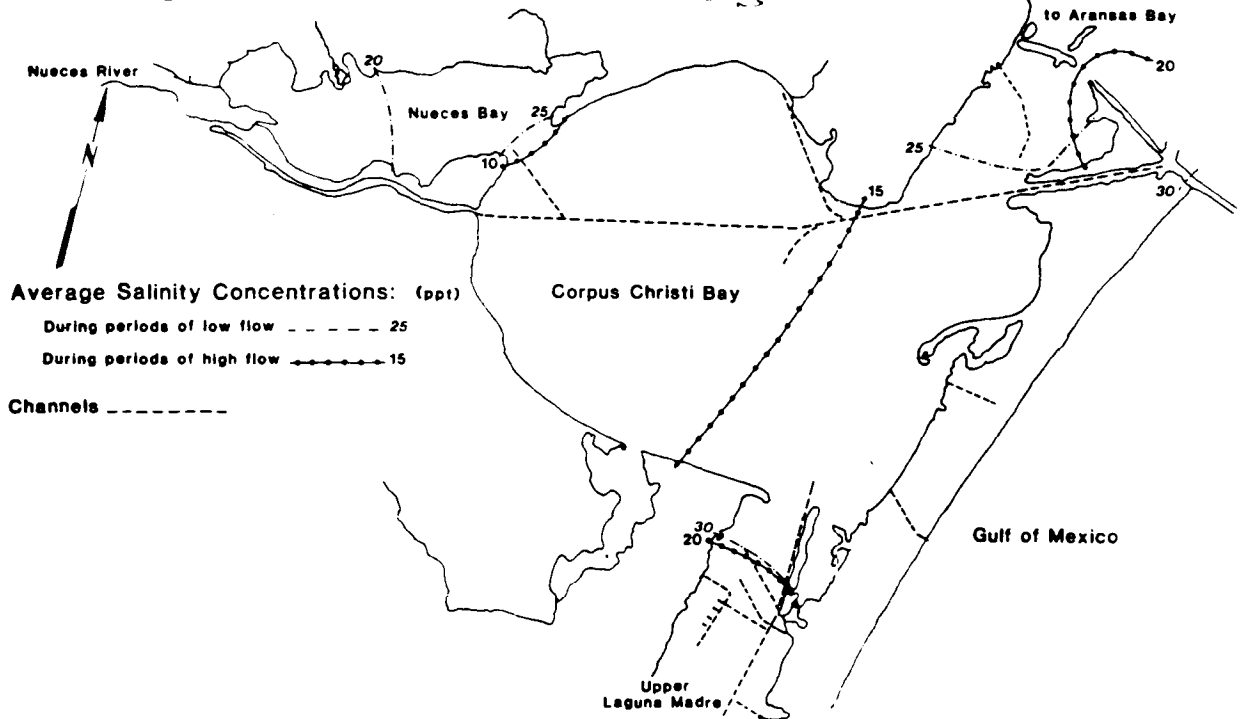 to Aransas Bay
20
Nueces River
20
Nueces Bay
25
10
25
15
30
N
Average Salinity Concentrations: (ppt)
Corpus Christi Bay
During periods of low flow 25
During periods of high flow 15
Channels
30
20
Gulf of Mexico
Upper
Laguna Madre